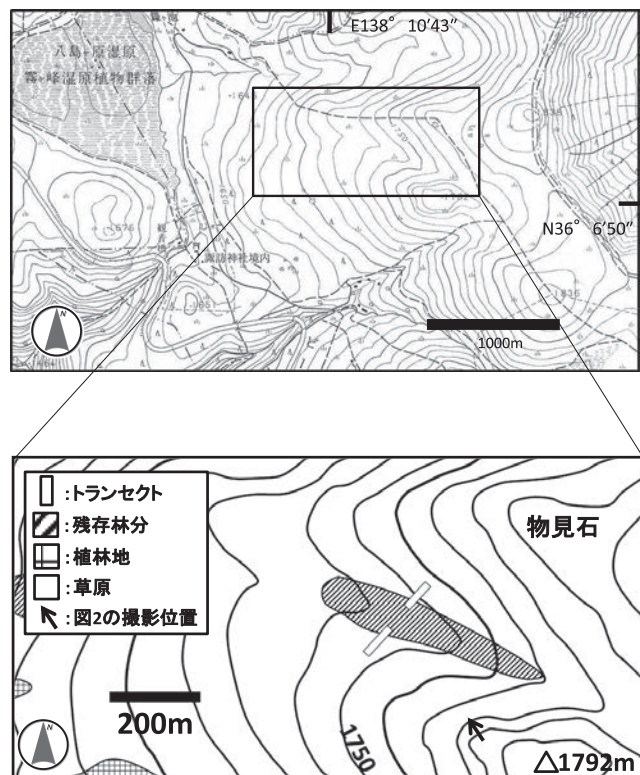 E138° 10′43″
八島ヶ原湿原
霧ヶ峰湿原植物群落
1750
N36° 6′50″
諏訪神社境内
1000m
:トランセクト
:残存林分
:植林地
:草原
:図2の撮影位置
物見石
200m
1750
△1792m